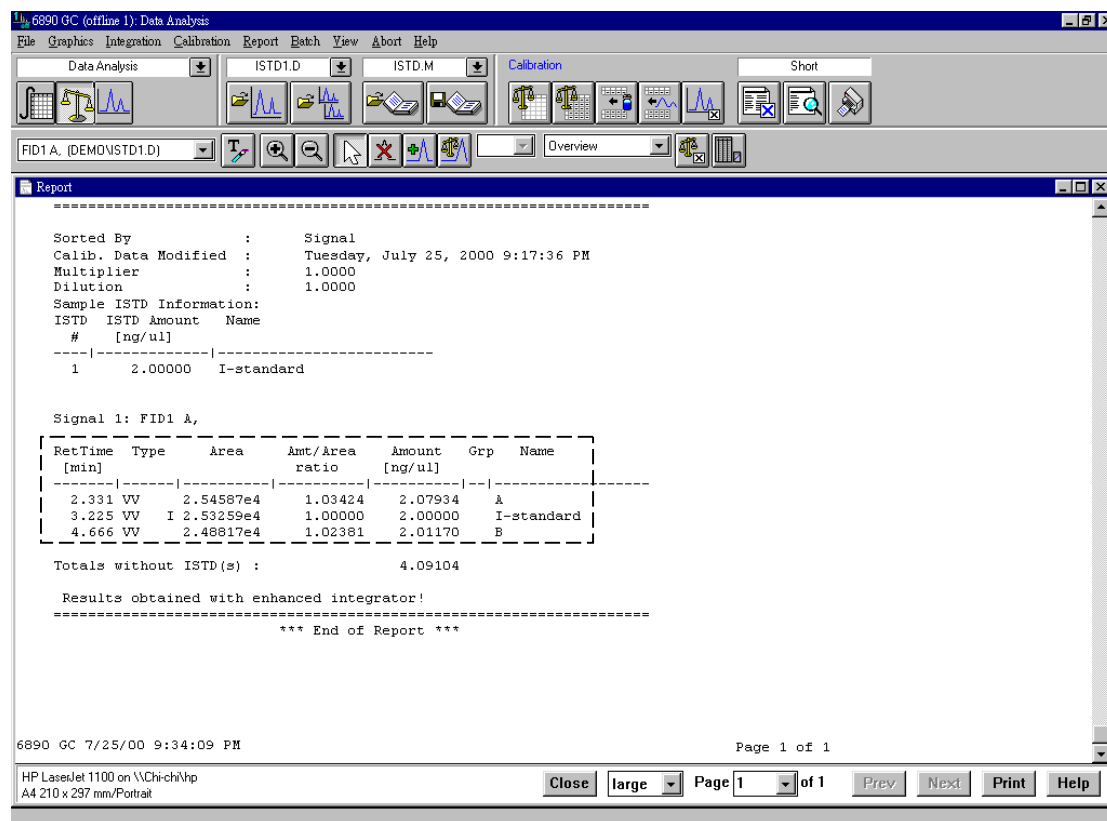 6890 GC (offline 1): Data Analysis
File Graphics Integration Calibration Report Batch View Abort Help
Data Analysis ISTD1.D ISTD.M Calibration Short
FID1 A, (DEMO\ISTD1.D) Overview
Report
=====================================================================
Sorted By : Signal
Calib. Data Modified : Tuesday, July 25, 2000 9:17:36 PM
Multiplier : 1.0000
Dilution : 1.0000
Sample ISTD Information:
ISTD ISTD Amount Name
# [ng/ul]
----|-------------|-------------------------
1 2.00000 I-standard
Signal 1: FID1 A,
RetTime Type Area Amt/Area Amount Grp Name
[min] ratio [ng/ul]
-------|------|----------|----------|----------|--|------------------
2.331 VV 2.54587e4 1.03424 2.07934 A
3.225 VV I 2.53259e4 1.00000 2.00000 I-standard
4.666 VV 2.48817e4 1.02381 2.01170 B
Totals without ISTD(s) : 4.09104
Results obtained with enhanced integrator!
=====================================================================
*** End of Report ***
6890 GC 7/25/00 9:34:09 PM Page 1 of 1
HP LaserJet 1100 on \\Chi-chi\hp
A4 210 x 297 mm/Portrait
Close large Page 1 of 1 Prev Next Print Help